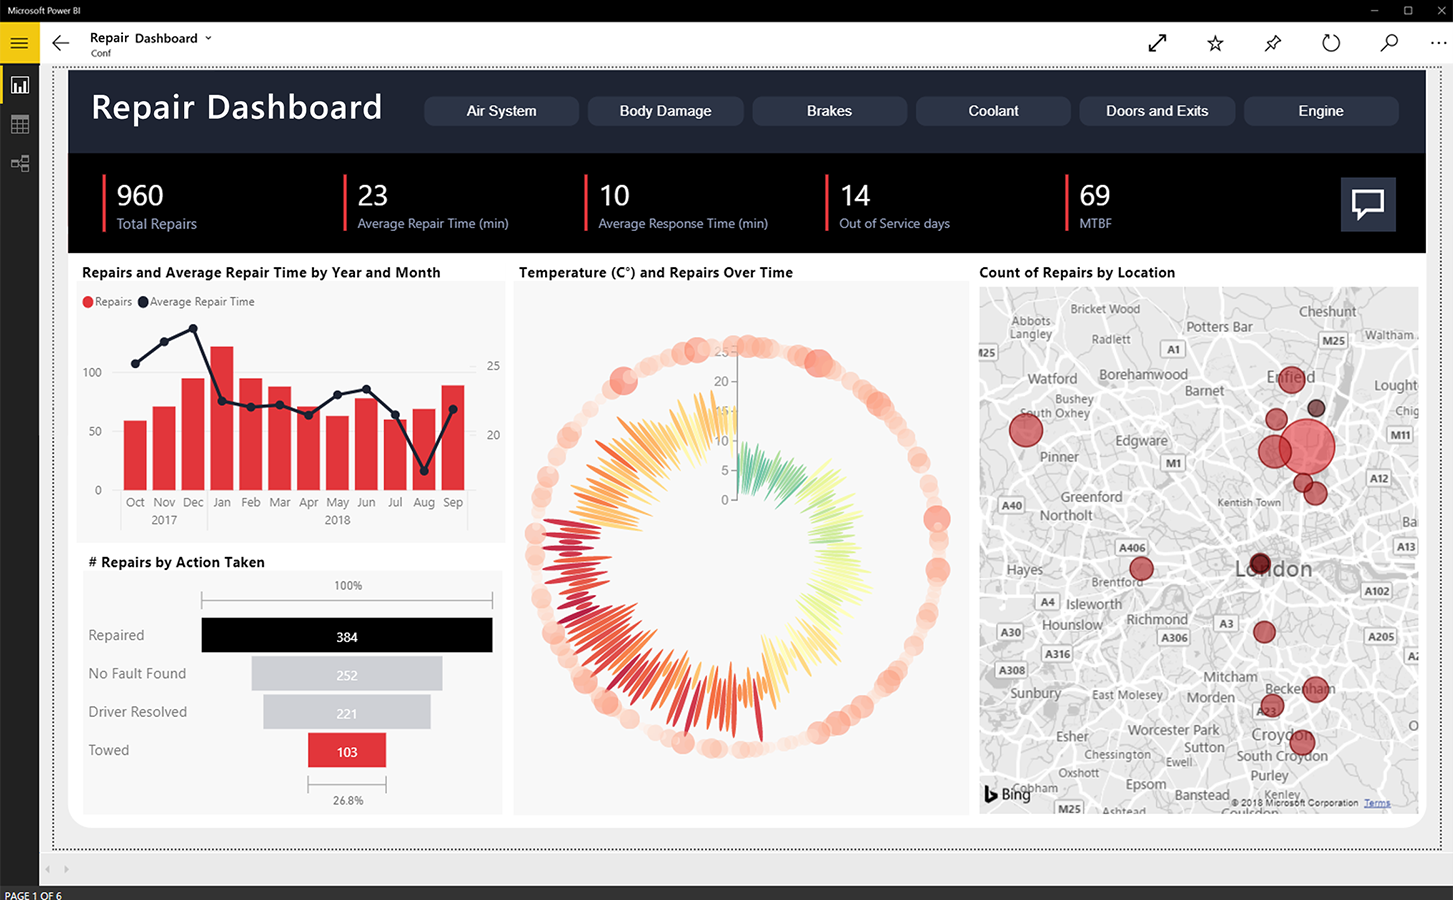 Microsoft Power BI
Repair Dashboard
Conf
Repair Dashboard
Air System
Body Damage
Brakes
Coolant
Doors and Exits
Engine
960
Total Repairs
23
Average Repair Time (min)
10
Average Response Time (min)
14
Out of Service days
69
MTBF
Repairs and Average Repair Time by Year and Month
Repairs Average Repair Time
100
50
0
25
20
Oct Nov Dec Jan Feb Mar Apr May Jun Jul Aug Sep
2017 2018
# Repairs by Action Taken
100%
Repaired 384
No Fault Found 252
Driver Resolved 221
Towed 103
26.8%
Temperature (C°) and Repairs Over Time
25
20
15
10
5
0
Count of Repairs by Location
Bricket Wood
Cheshunt
Abbots
Langley
Potters Bar
Radlett
M25
Waltham
A1
M25
Watford
Borehamwood
Enfield
Barnet
Lought
Bushey
South Oxhey
Chig
Edgware
M11
Pinner
M1
A12
Greenford
Kentish Town
A40
Northolt
Ba
A406
A13
Hayes
London
Brentford
A102
A4
Isleworth
Hounslow
Richmond
A3
A30
A306
A205
A316
A2
A308
Mitcham
Sunbury
East Molesey
Morden
Beckenham
A23
Esher
Worcester Park
Croydon
Chessington
Sutton
Ewell
South Croydon
Oxshott
Purley
Cobham
Epsom
Banstead
Kenley
Bing
© 2018 Microsoft Corporation Terms
M25
Ashtead
Coulsdon
PAGE 1 OF 6